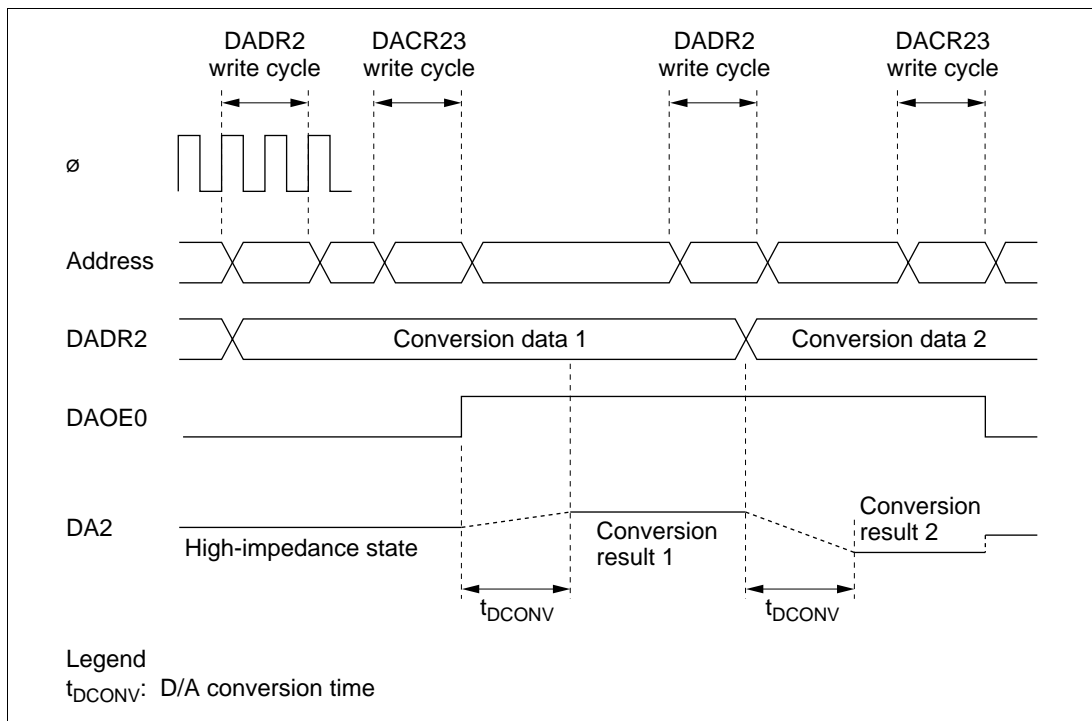 DADR2
write cycle
DACR23
write cycle
DADR2
write cycle
DACR23
write cycle
ø
Address
DADR2
Conversion data 1
Conversion data 2
DAOE0
DA2
High-impedance state
Conversion
result 1
Conversion
result 2
tDCONV
tDCONV
Legend
tDCONV: D/A conversion time